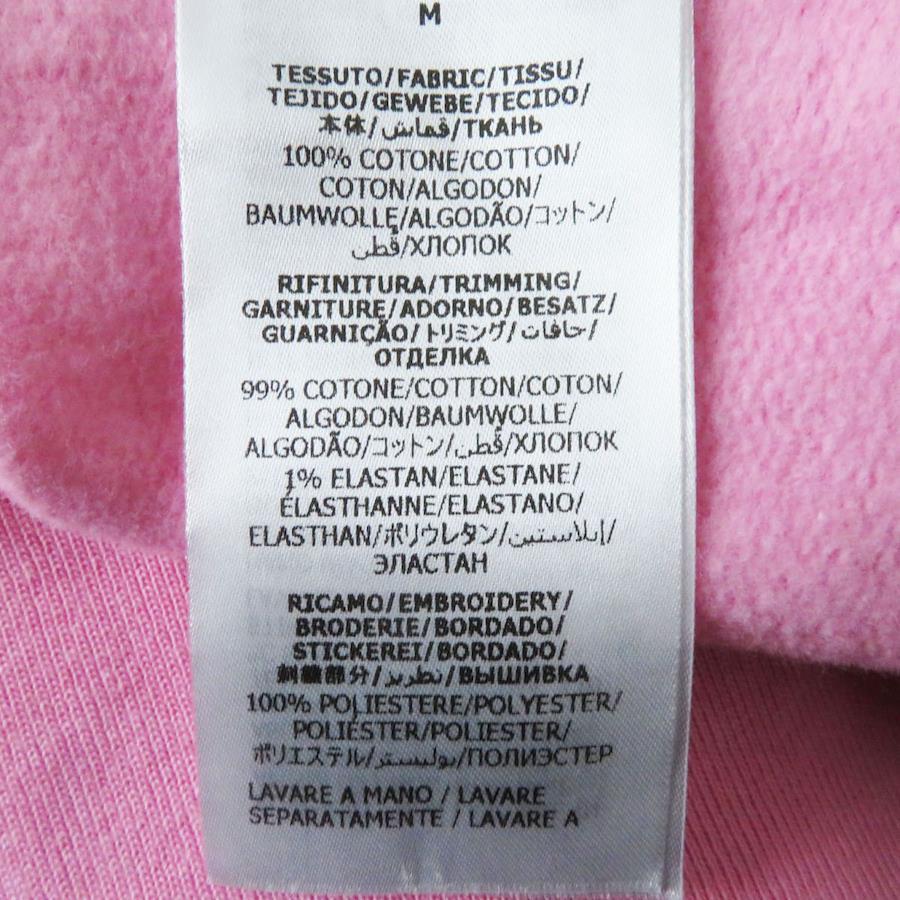 M
TESSUTO/FABRIC/TISSU/
TEJIDO/GEWEBE/TECIDO/
本体/قماش/ТКАНЬ
100% COTONE/COTTON/
COTON/ALGODON/
BAUMWOLLE/ALGODÃO/コットン/
قطن/ХЛОПОК
RIFINITURA/TRIMMING/
GARNITURE/ADORNO/BESATZ/
GUARNIÇÃO/トリミング/حافات/
ОТДЕЛКА
99% COTONE/COTTON/COTON/
ALGODON/BAUMWOLLE/
ALGODÃO/コットン/قطن/ХЛОПОК
1% ELASTAN/ELASTANE/
ÉLASTHANNE/ELASTANO/
ELASTHAN/ポリウレタン/إيلاستين/
ЭЛАСТАН
RICAMO/EMBROIDERY/
BRODERIE/BORDADO/
STICKEREI/BORDADO/
刺繍部分/تطريز/ВЫШИВКА
100% POLIESTERE/POLYESTER/
POLIÉSTER/POLIESTER/
ポリエステル/بوليستر/ПОЛИЭСТЕР
LAVARE A MANO / LAVARE
SEPARATAMENTE / LAVARE A